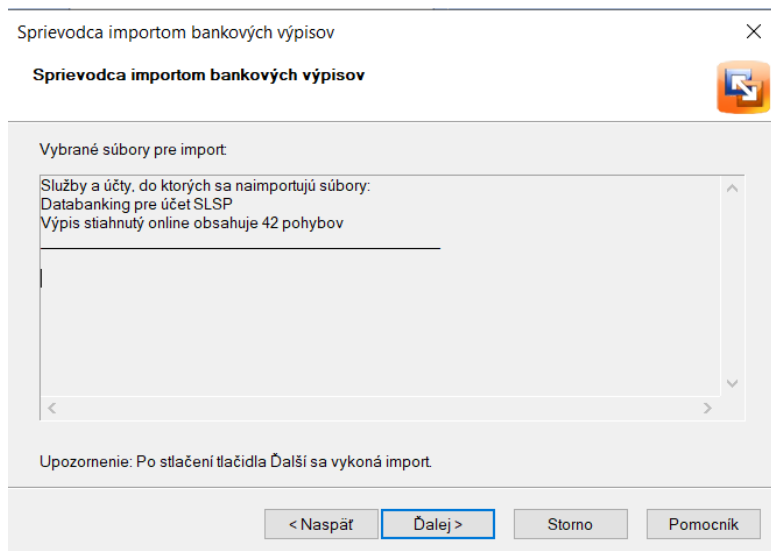 Sprievodca importom bankových výpisov
Sprievodca importom bankových výpisov
Vybrané súbory pre import:
Služby a účty, do ktorých sa naimportujú súbory:
Databanking pre účet SLSP
Výpis stiahnutý online obsahuje 42 pohybov
Upozornenie: Po stlačení tlačidla Ďalší sa vykoná import.
< Naspäť
Ďalej >
Storno
Pomocník